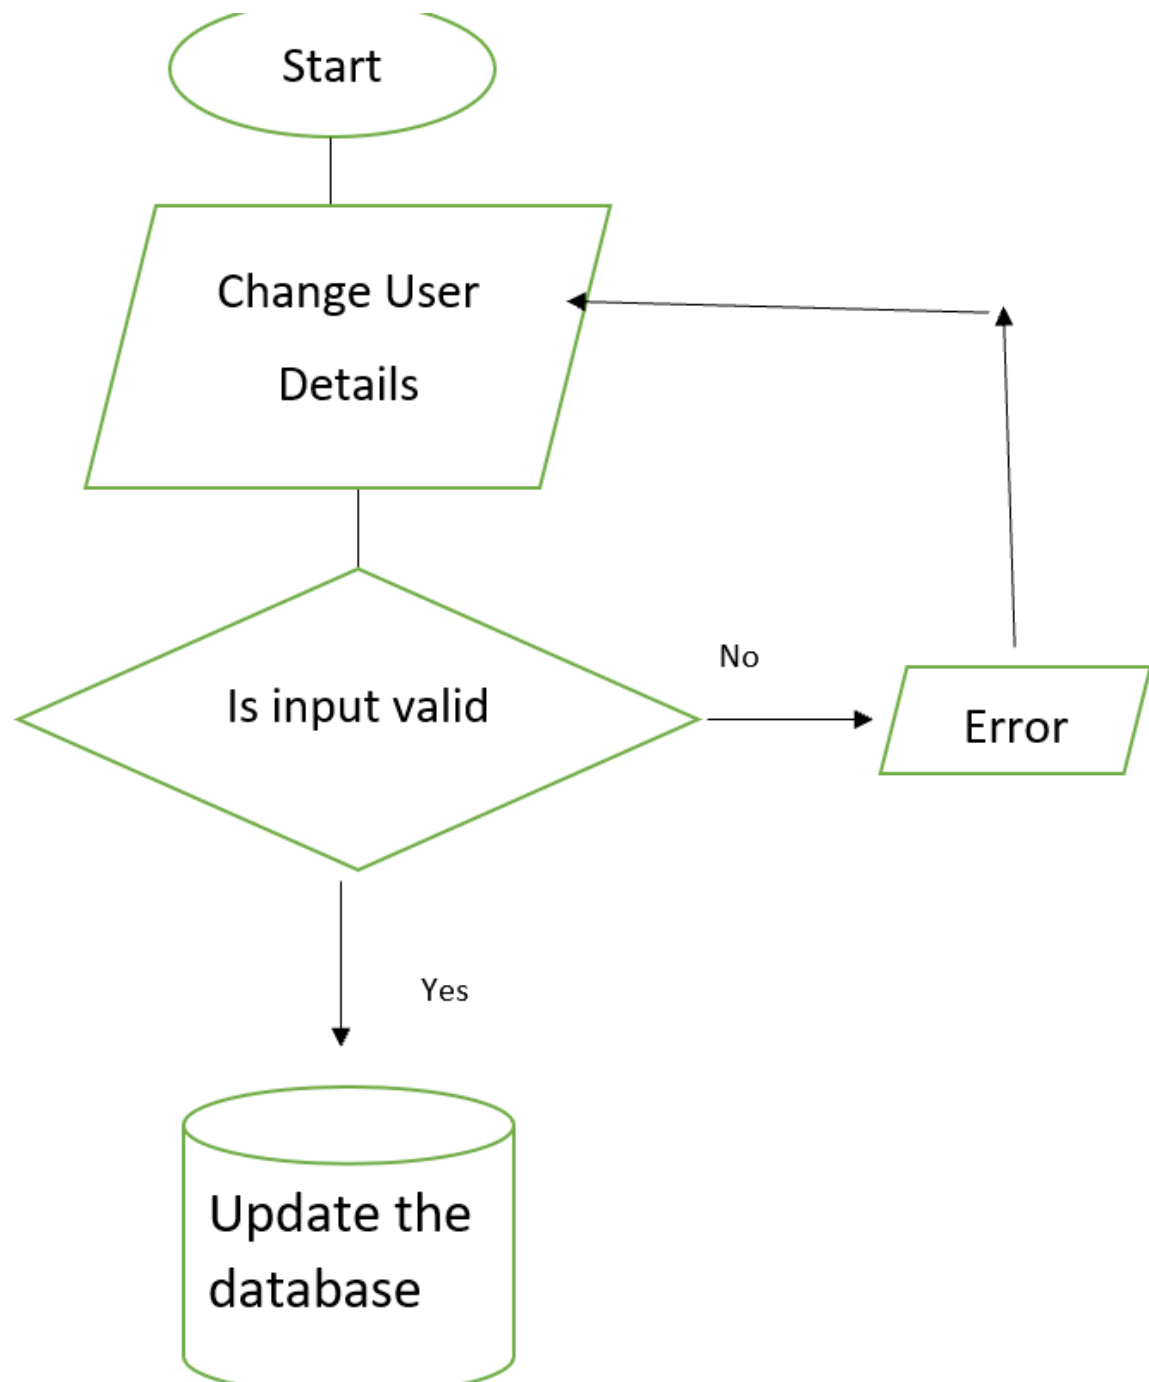 Start
Change User
Details
Is input valid
No
Error
Yes
Update the
database